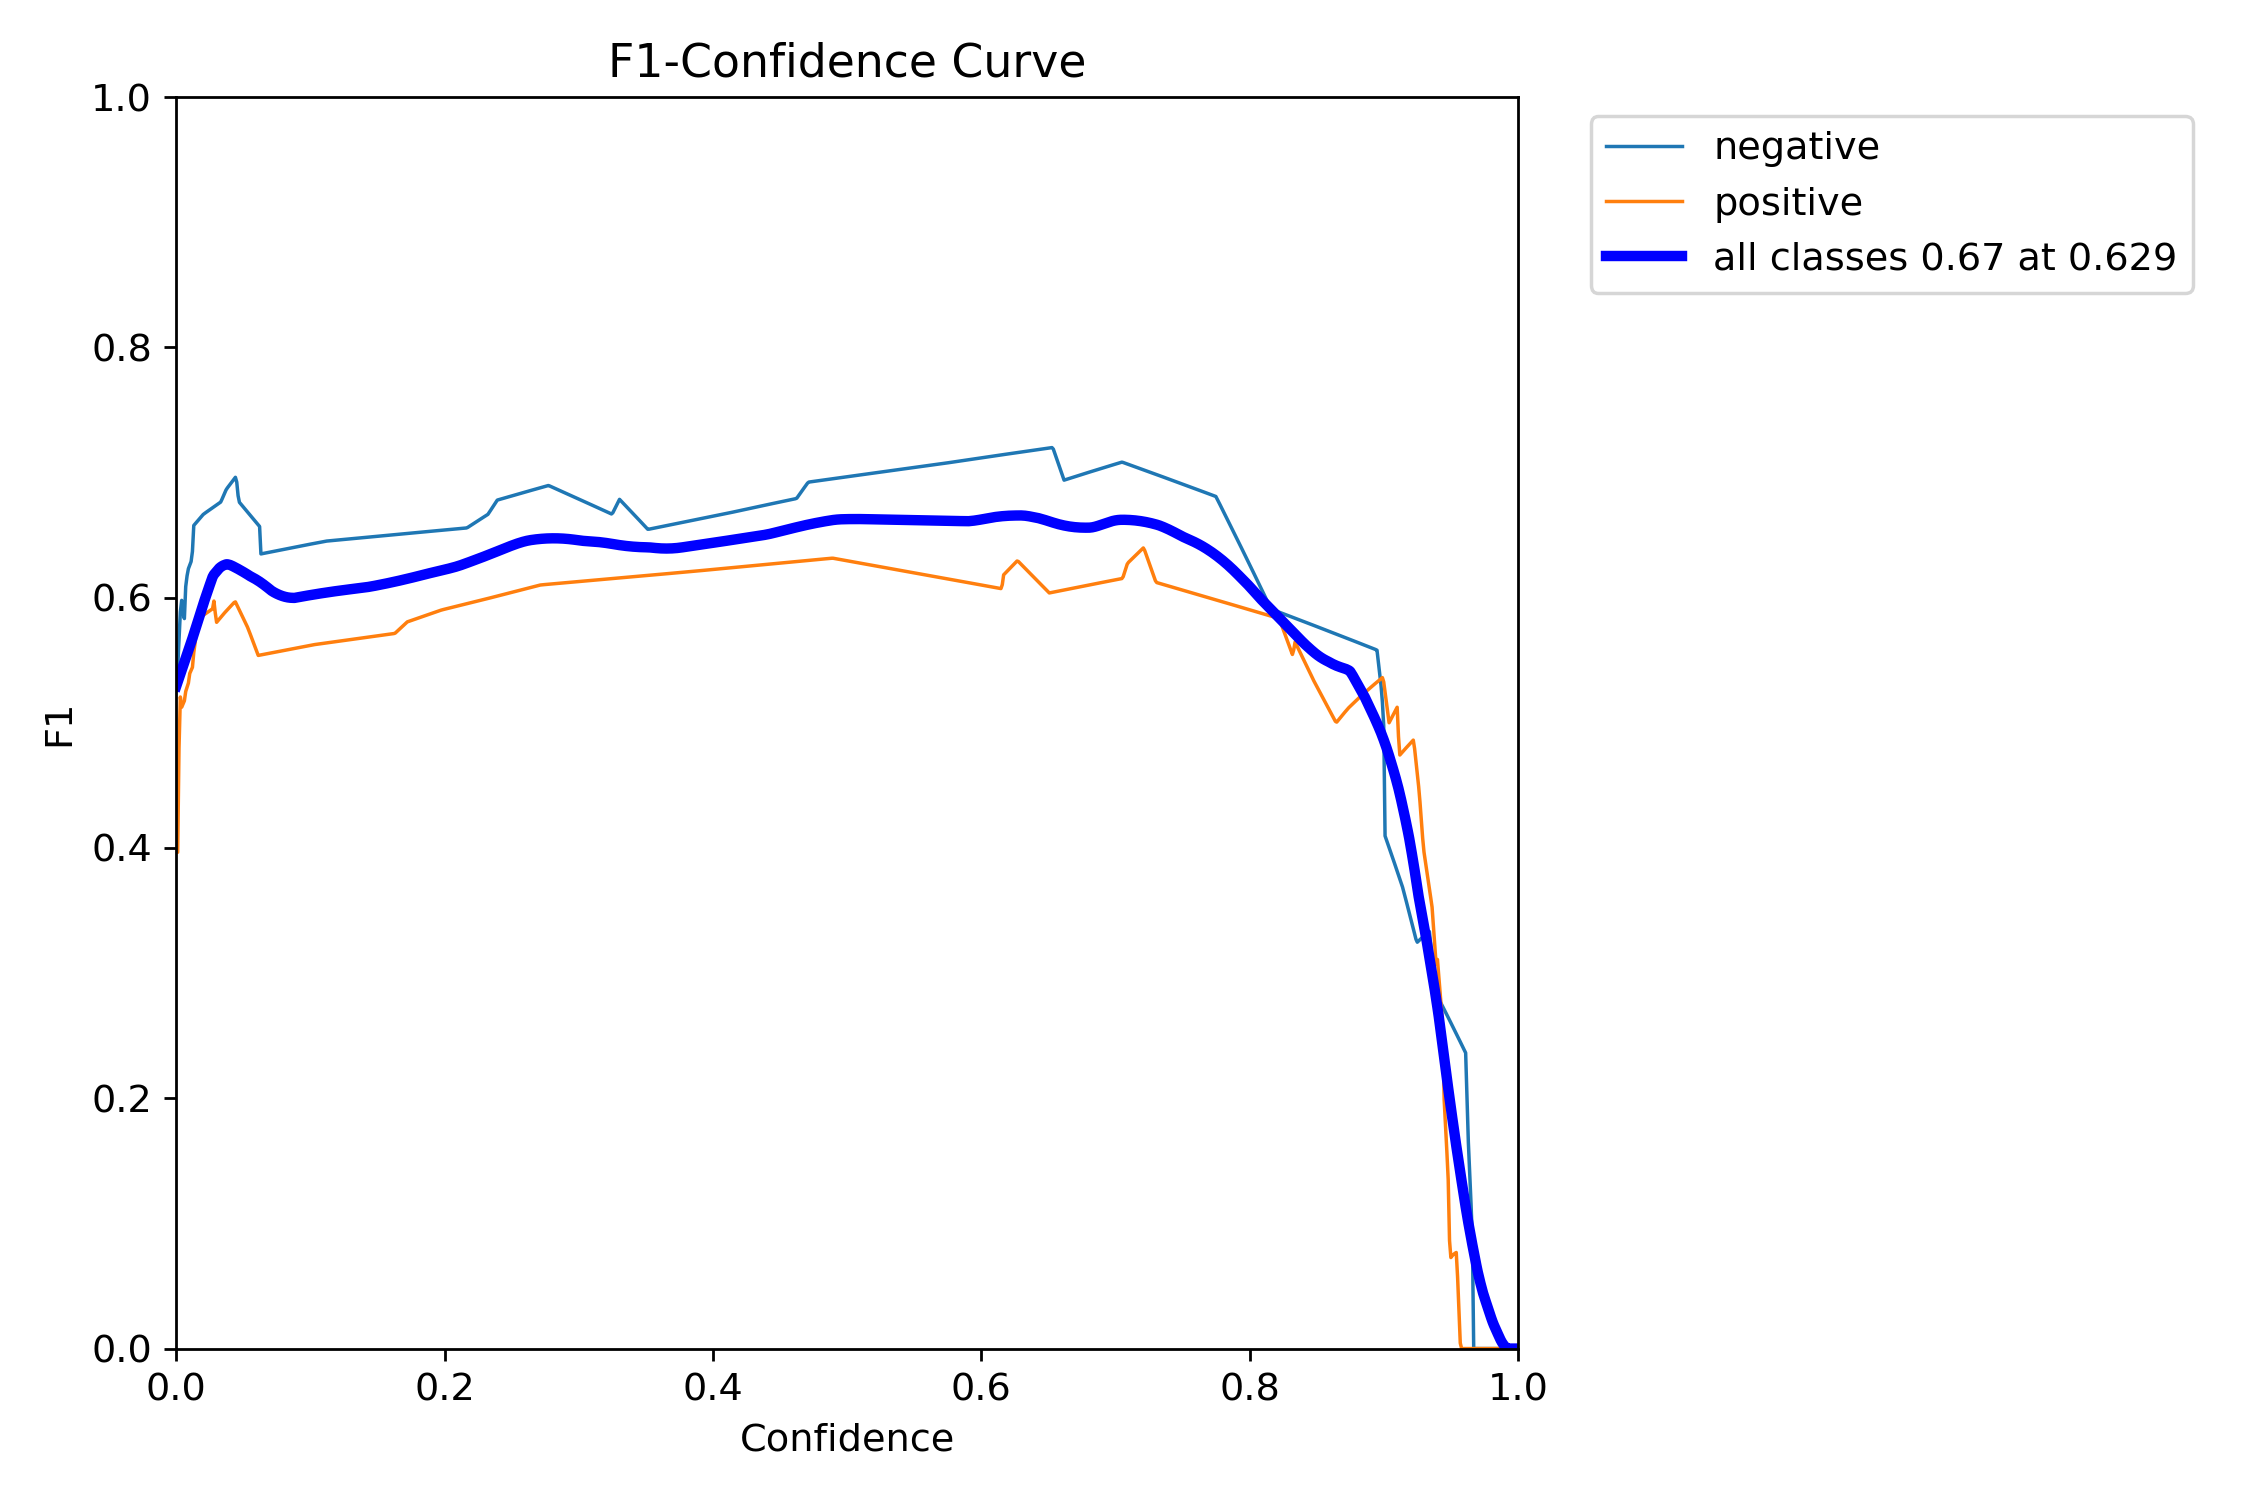 F1-Confidence Curve
1.0
0.8
0.6
0.4
0.2
0.0
F1
0.0 0.2 0.4 0.6 0.8 1.0
Confidence
negative
positive
all classes 0.67 at 0.629